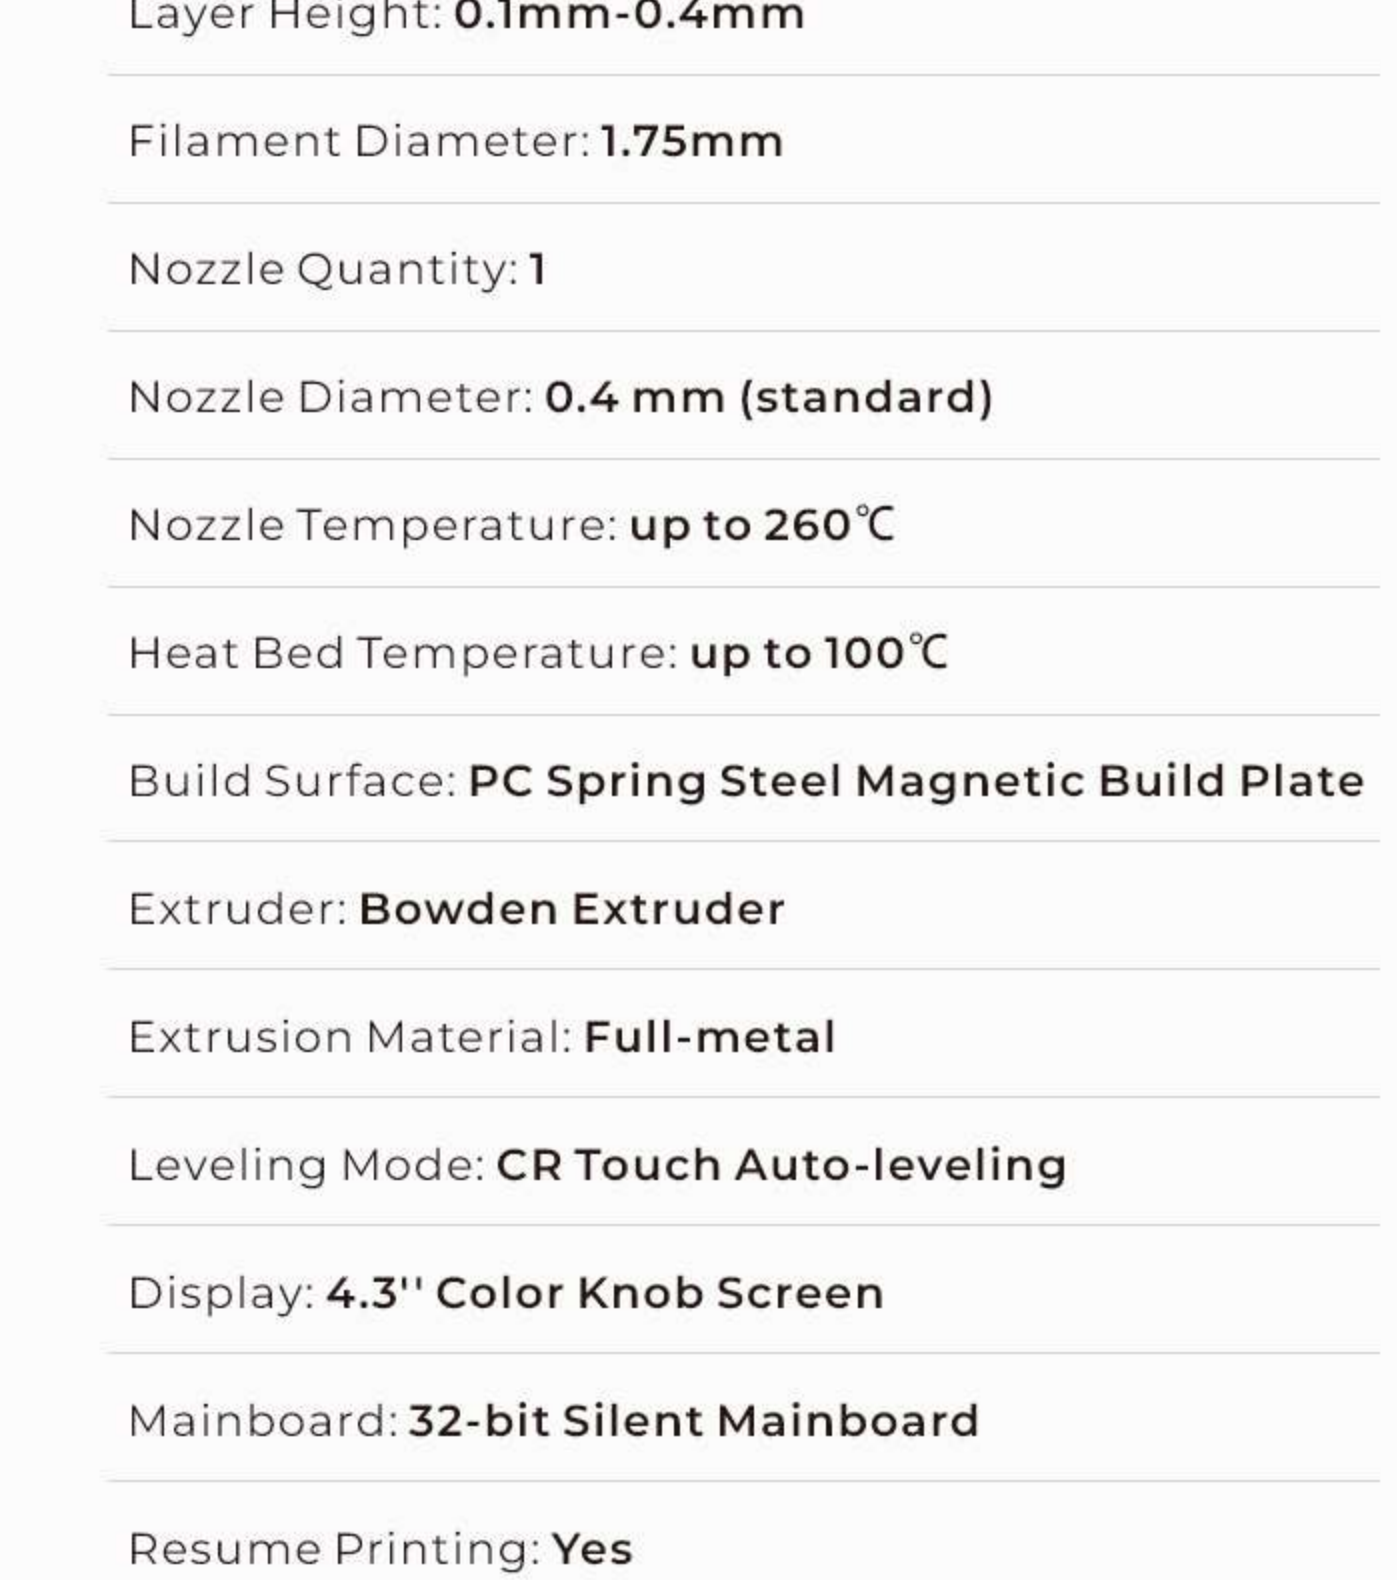 Layer Height: 0.1mm-0.4mm
Filament Diameter: 1.75mm
Nozzle Quantity: 1
Nozzle Diameter: 0.4 mm (standard)
Nozzle Temperature: up to 260℃
Heat Bed Temperature: up to 100℃
Build Surface: PC Spring Steel Magnetic Build Plate
Extruder: Bowden Extruder
Extrusion Material: Full-metal
Leveling Mode: CR Touch Auto-leveling
Display: 4.3'' Color Knob Screen
Mainboard: 32-bit Silent Mainboard
Resume Printing: Yes